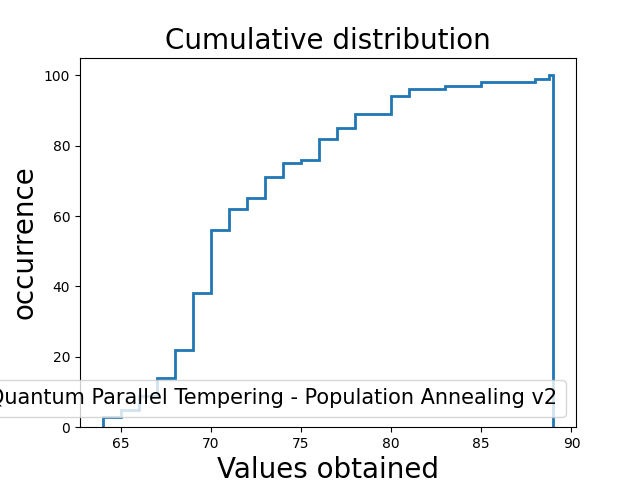 Cumulative distribution
100
80
60
40
20
0
occurrence
Quantum Parallel Tempering - Population Annealing v2
65 70 75 80 85 90
Values obtained